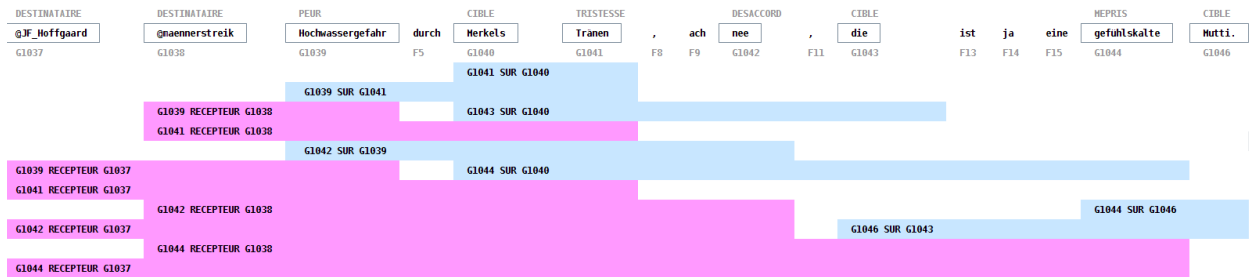 DESTINATAIRE DESTINATAIRE PEUR CIBLE TRISTESSE DESACCORD CIBLE MEPRIS CIBLE
@JF_Hoffgaard @maennerstreik Hochwassergefahr durch Merkels Tränen , ach nee , die ist ja eine gefühlskalte Mutti.
G1037 G1038 G1039 F5 G1040 G1041 F8 F9 G1042 F11 G1043 F13 F14 F15 G1044 G1046
G1041 SUR G1040
G1039 SUR G1041
G1039 RECEPTEUR G1038 G1043 SUR G1040
G1041 RECEPTEUR G1038
G1042 SUR G1039
G1039 RECEPTEUR G1037 G1044 SUR G1040
G1041 RECEPTEUR G1037
G1042 RECEPTEUR G1038 G1044 SUR G1046
G1042 RECEPTEUR G1037 G1046 SUR G1043
G1044 RECEPTEUR G1038
G1044 RECEPTEUR G1037